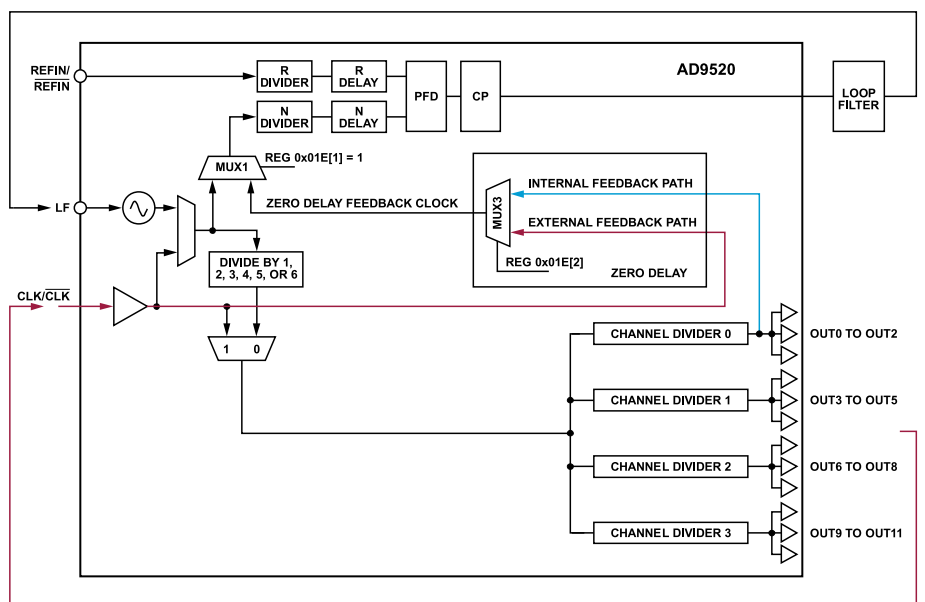 REFIN/
REFIN
R
DIVIDER
R
DELAY
N
DIVIDER
N
DELAY
PFD
CP
AD9520
LOOP
FILTER
MUX1
REG 0x01E[1] = 1
LF
ZERO DELAY FEEDBACK CLOCK
MUX3
INTERNAL FEEDBACK PATH
EXTERNAL FEEDBACK PATH
REG 0x01E[2]
ZERO DELAY
DIVIDE BY 1,
2, 3, 4, 5, OR 6
CLK/CLK
1 0
CHANNEL DIVIDER 0
OUT0 TO OUT2
CHANNEL DIVIDER 1
OUT3 TO OUT5
CHANNEL DIVIDER 2
OUT6 TO OUT8
CHANNEL DIVIDER 3
OUT9 TO OUT11